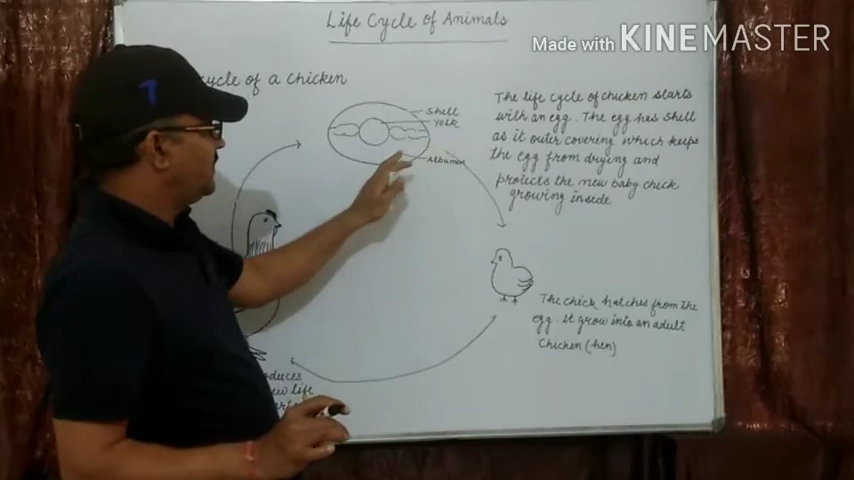 Life Cycle of Animals
Made with KINEMASTER
cycle of a chicken
Shell
Yolk
Albumen
The life cycle of chicken starts
with an egg. The egg has shell
as it outer covering which keeps
the egg from drying and
protects the new baby chick
growing inside
The chick hatches from the
egg it grow into an adult
chicken (hen)
7